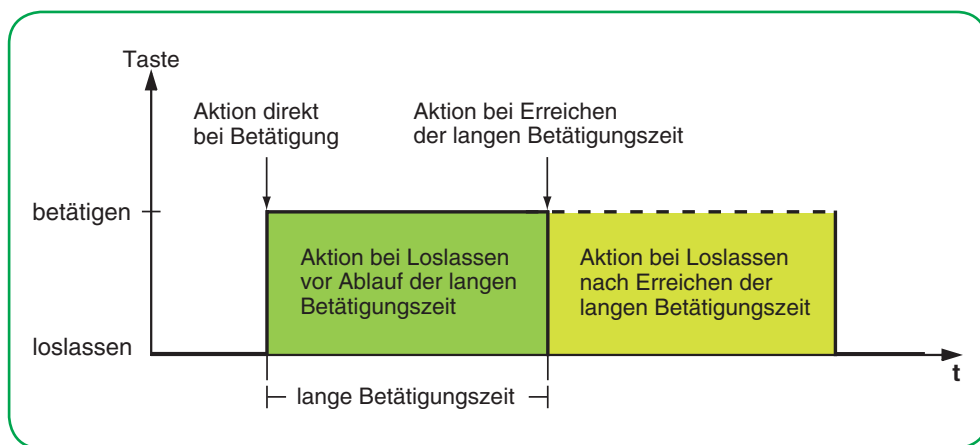 Taste
Aktion direkt
bei Betätigung
Aktion bei Erreichen
der langen Betätigungszeit
betätigen
Aktion bei Loslassen
vor Ablauf der langen
Betätigungszeit
Aktion bei Loslassen
nach Erreichen der
langen Betätigungszeit
loslassen
t
lange Betätigungszeit